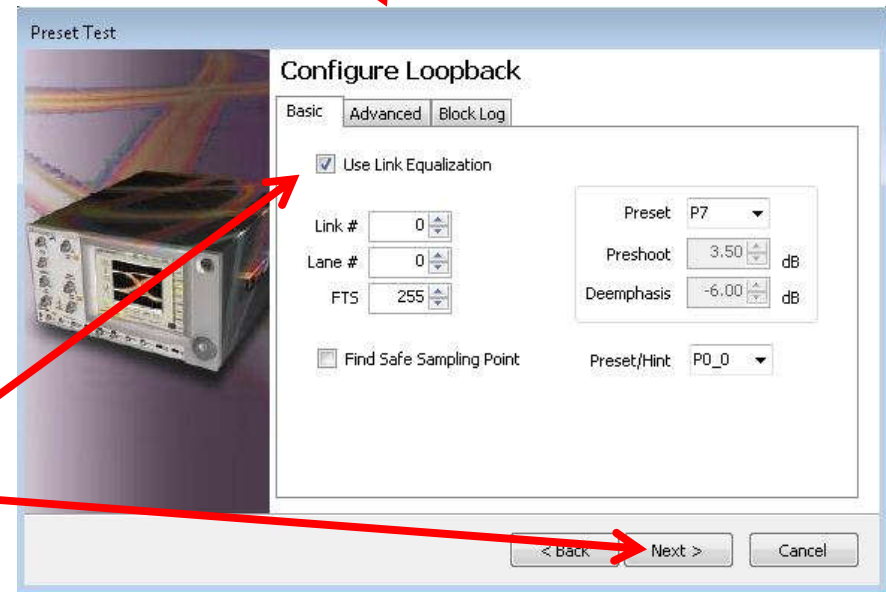 Preset Test
Configure Loopback
Basic Advanced Block Log
Use Link Equalization
Link # 0
Lane # 0
FTS 255
Preset P7
Preshoot 3.50 dB
Deemphasis -6.00 dB
Find Safe Sampling Point
Preset/Hint P0_0
< Back Next > Cancel